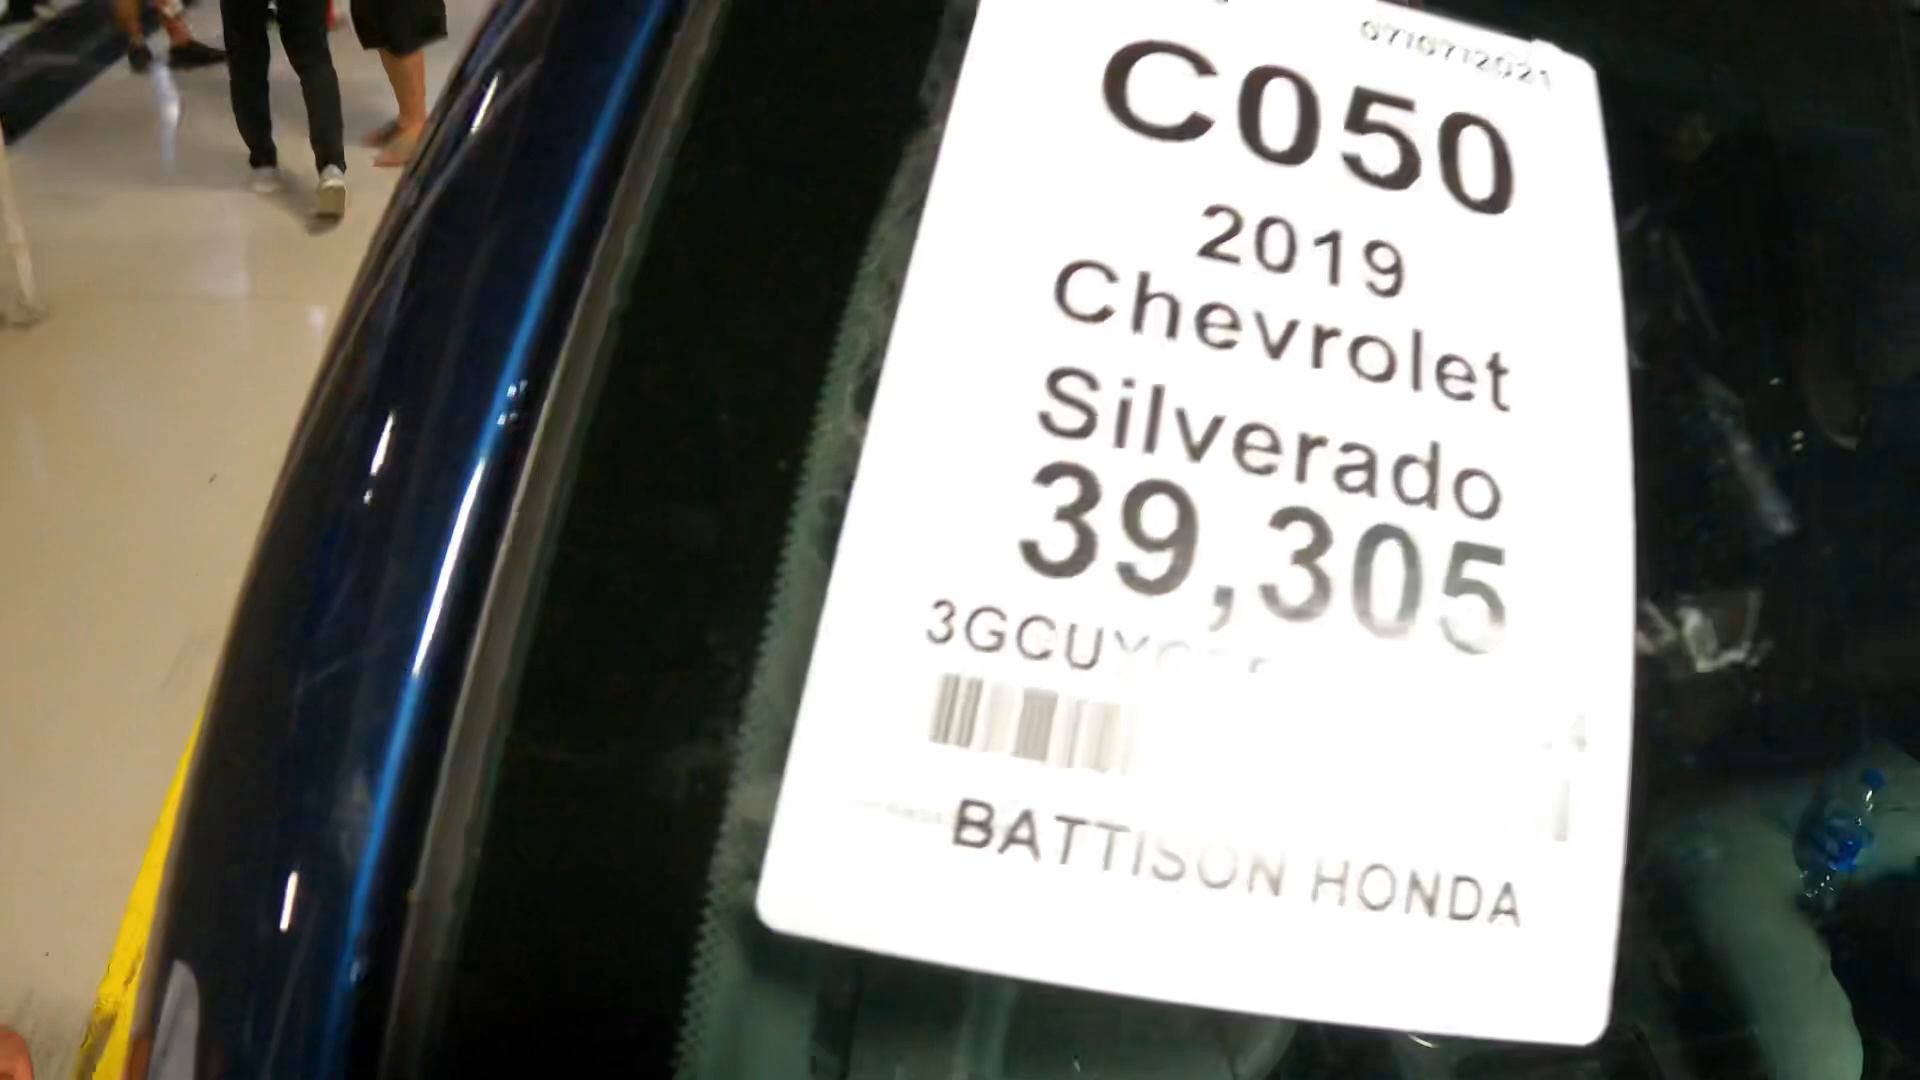 C050
2019
Chevrolet
Silverado
39,305
BATTISON HONDA